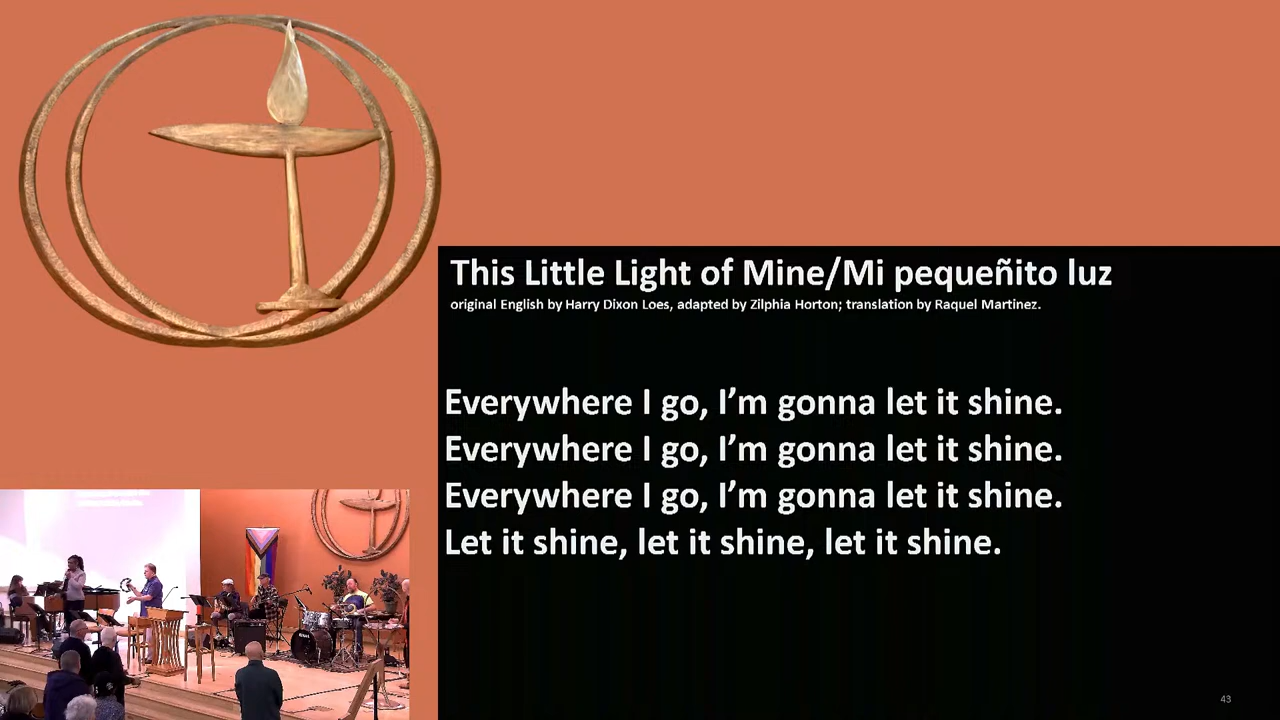 This Little Light of Mine/Mi pequeñito luz
original English by Harry Dixon Loes, adapted by Zilphia Horton; translation by Raquel Martinez.
Everywhere I go, I’m gonna let it shine.
Everywhere I go, I’m gonna let it shine.
Everywhere I go, I’m gonna let it shine.
Let it shine, let it shine, let it shine.
43